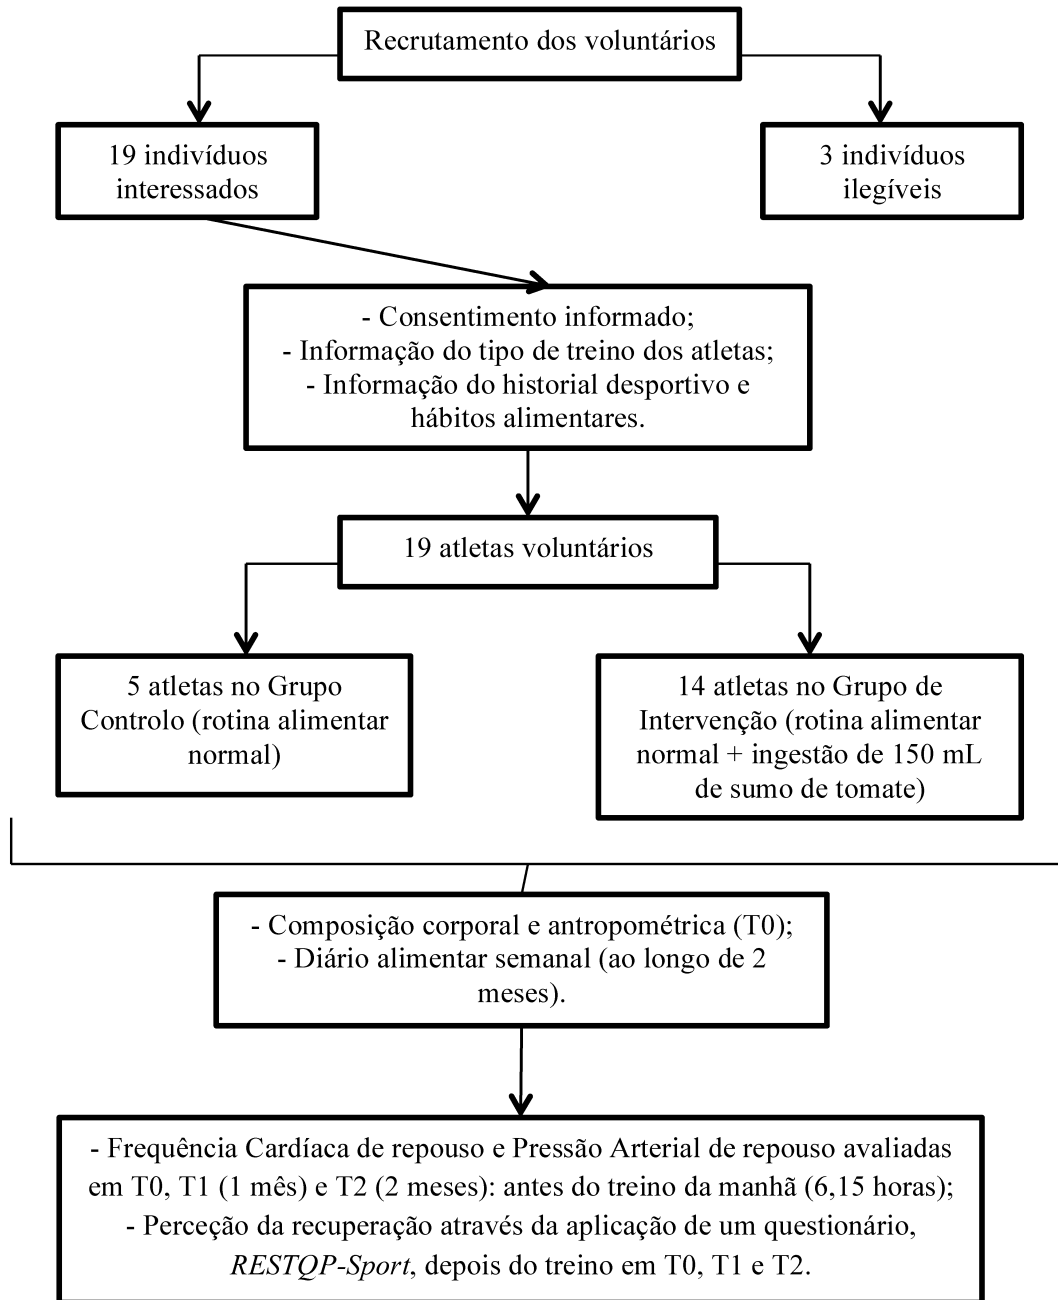 Recrutamento dos voluntários
19 indivíduos
interessados
3 indivíduos
ilegíveis
- Consentimento informado;
- Informação do tipo de treino dos atletas;
- Informação do historial desportivo e
hábitos alimentares.
19 atletas voluntários
5 atletas no Grupo
Controlo (rotina alimentar
normal)
14 atletas no Grupo de
Intervenção (rotina alimentar
normal + ingestão de 150 mL
de sumo de tomate)
- Composição corporal e antropométrica (T0);
- Diário alimentar semanal (ao longo de 2
meses).
- Frequência Cardíaca de repouso e Pressão Arterial de repouso avaliadas
em T0, T1 (1 mês) e T2 (2 meses): antes do treino da manhã (6,15 horas);
- Perceção da recuperação através da aplicação de um questionário,
RESTQP-Sport, depois do treino em T0, T1 e T2.